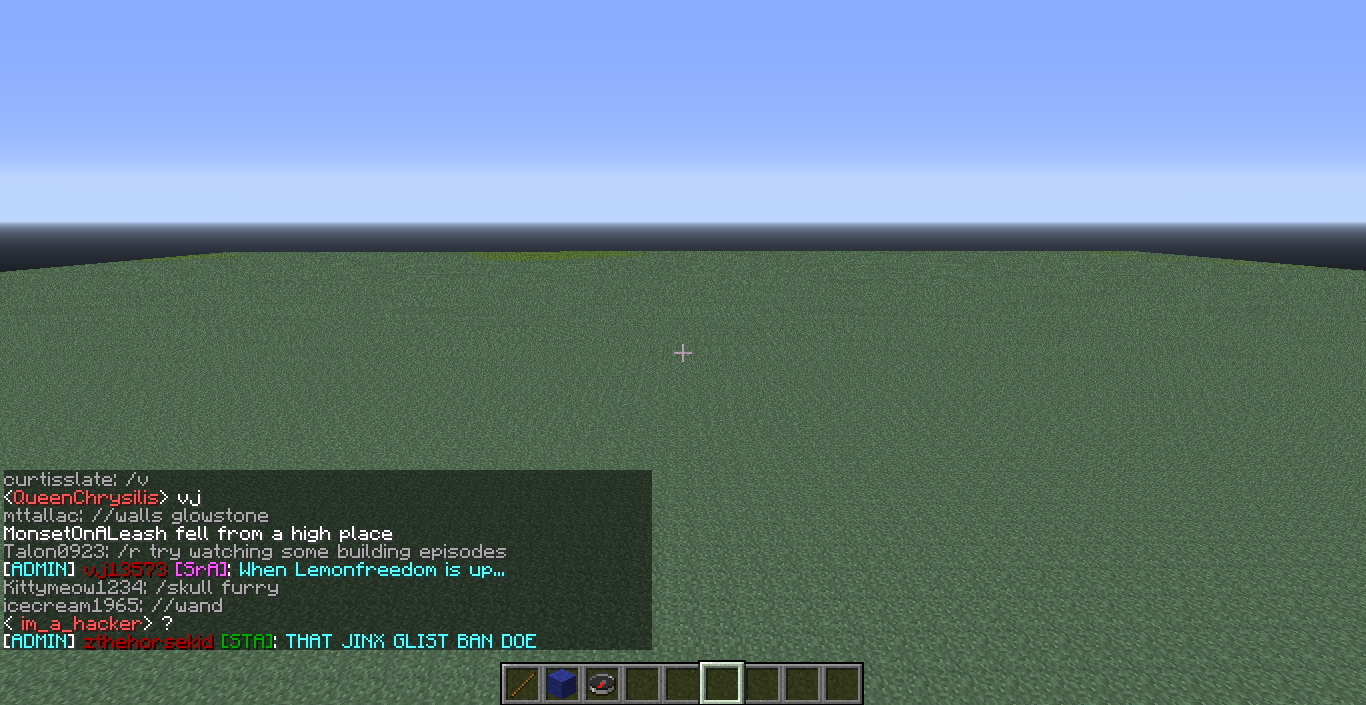 curtisslate: /v
<QueenChrysilis> vj
mttallac: //walls glowstone
MonsetOnALeash fell from a high place
Talon0923: /r try watching some building episodes
[ADMIN] vj13573 [SrA]: When Lemonfreedom is up...
Kittymeow1234: /skull furry
icecream1965: //wand
< im_a_hacker> ?
[ADMIN] zthehorsekid [STA]: THAT JINX GLIST BAN DOE